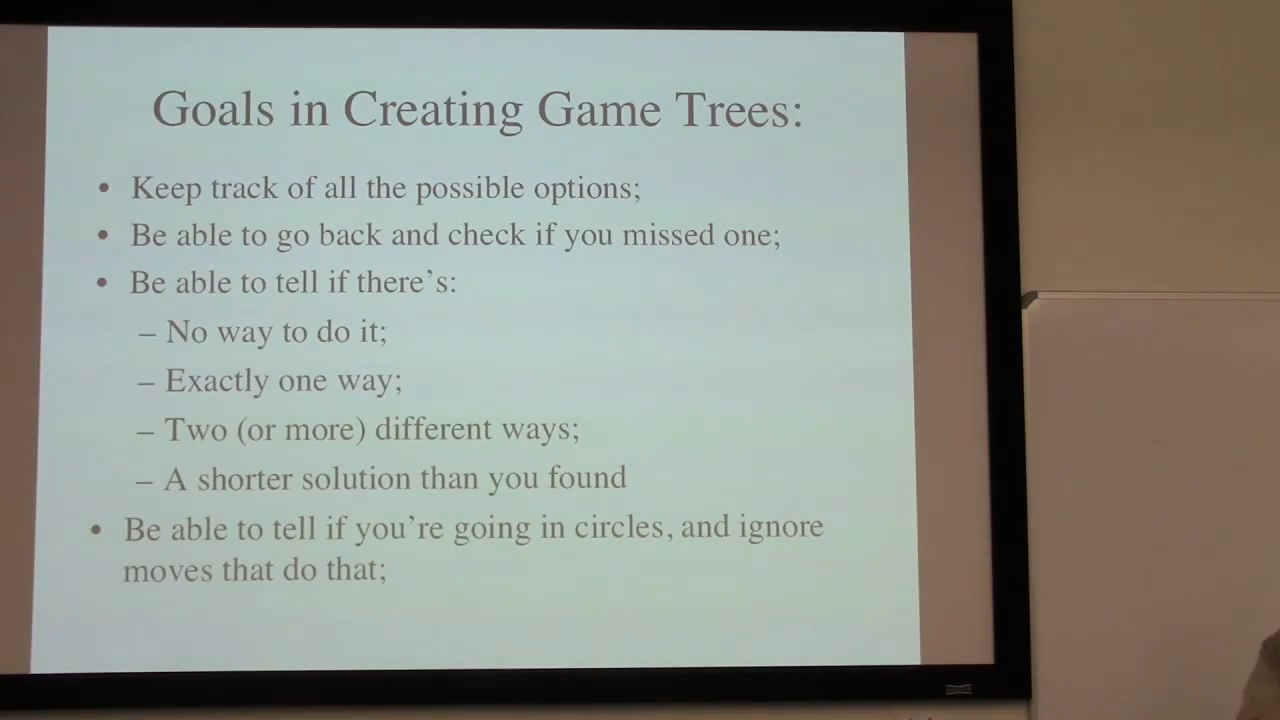 Goals in Creating Game Trees:
• Keep track of all the possible options;
• Be able to go back and check if you missed one;
• Be able to tell if there's:
– No way to do it;
– Exactly one way;
– Two (or more) different ways;
– A shorter solution than you found
• Be able to tell if you're going in circles, and ignore
moves that do that;